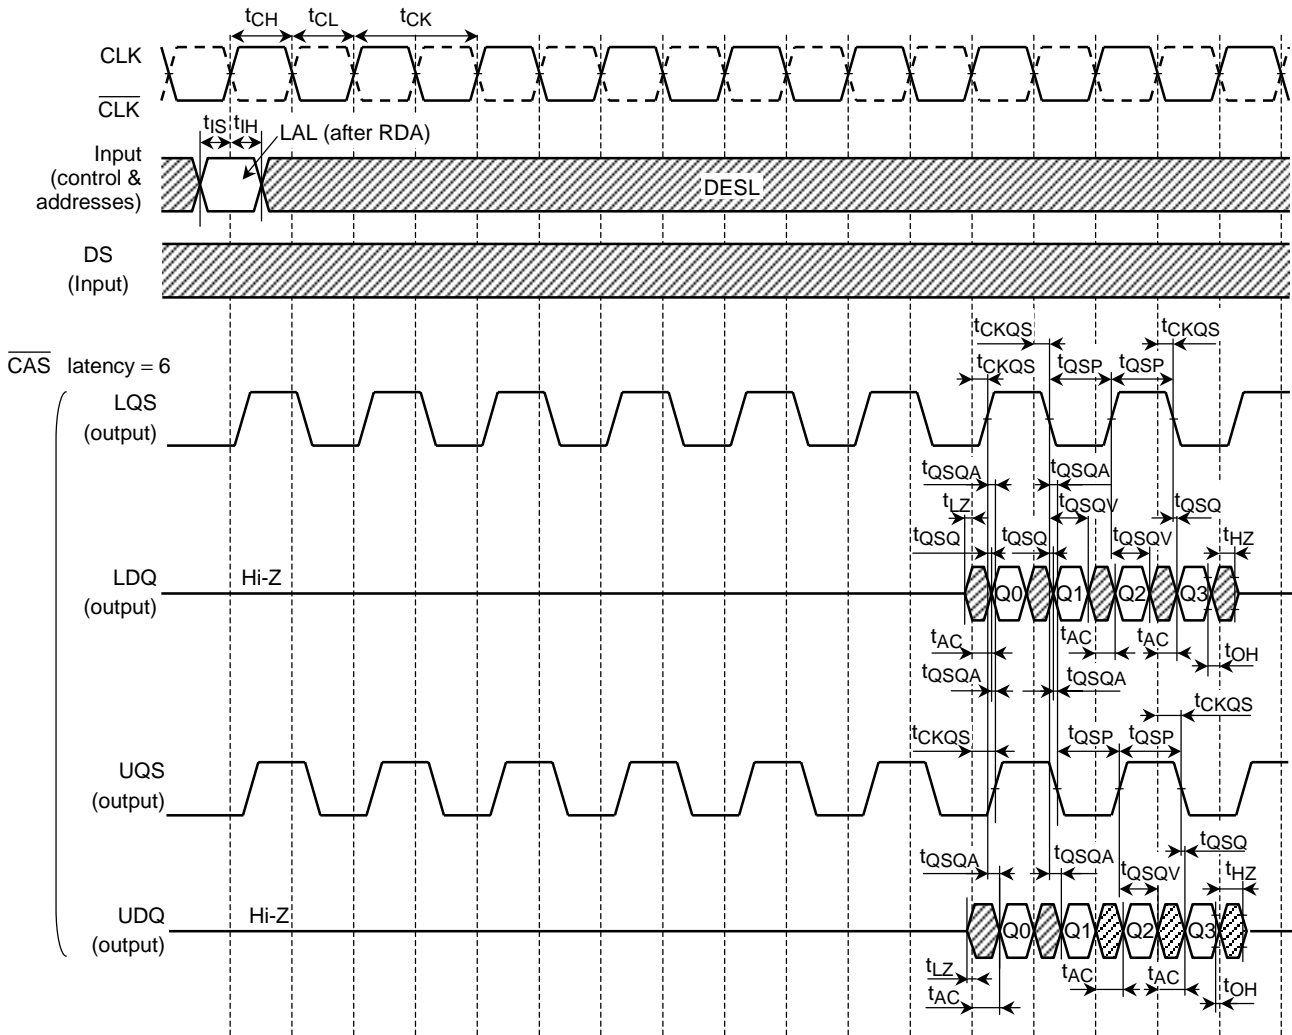 tCH tCL tCK
CLK
CLK
tIS tIH
LAL (after RDA)
Input
(control &
addresses)
DESL
DS
(Input)
tCKQS tCKQS
CAS latency = 6
tCKQS tQSP tQSP
LQS
(output)
tQSQA tQSQA
tLZ tQSQV tQSQ
tQSQ tQSQ tQSQV tHZ
LDQ
(output)
Hi-Z
Q0 Q1 Q2 Q3
tAC tAC tAC tOH
tQSQA tQSQA
tCKQS
tCKQS tQSP tQSP
UQS
(output)
tQSQ
tQSQA tQSQA tQSQV tHZ
UDQ
(output)
Hi-Z
Q0 Q1 Q2 Q3
tLZ tAC tAC tOH
tAC